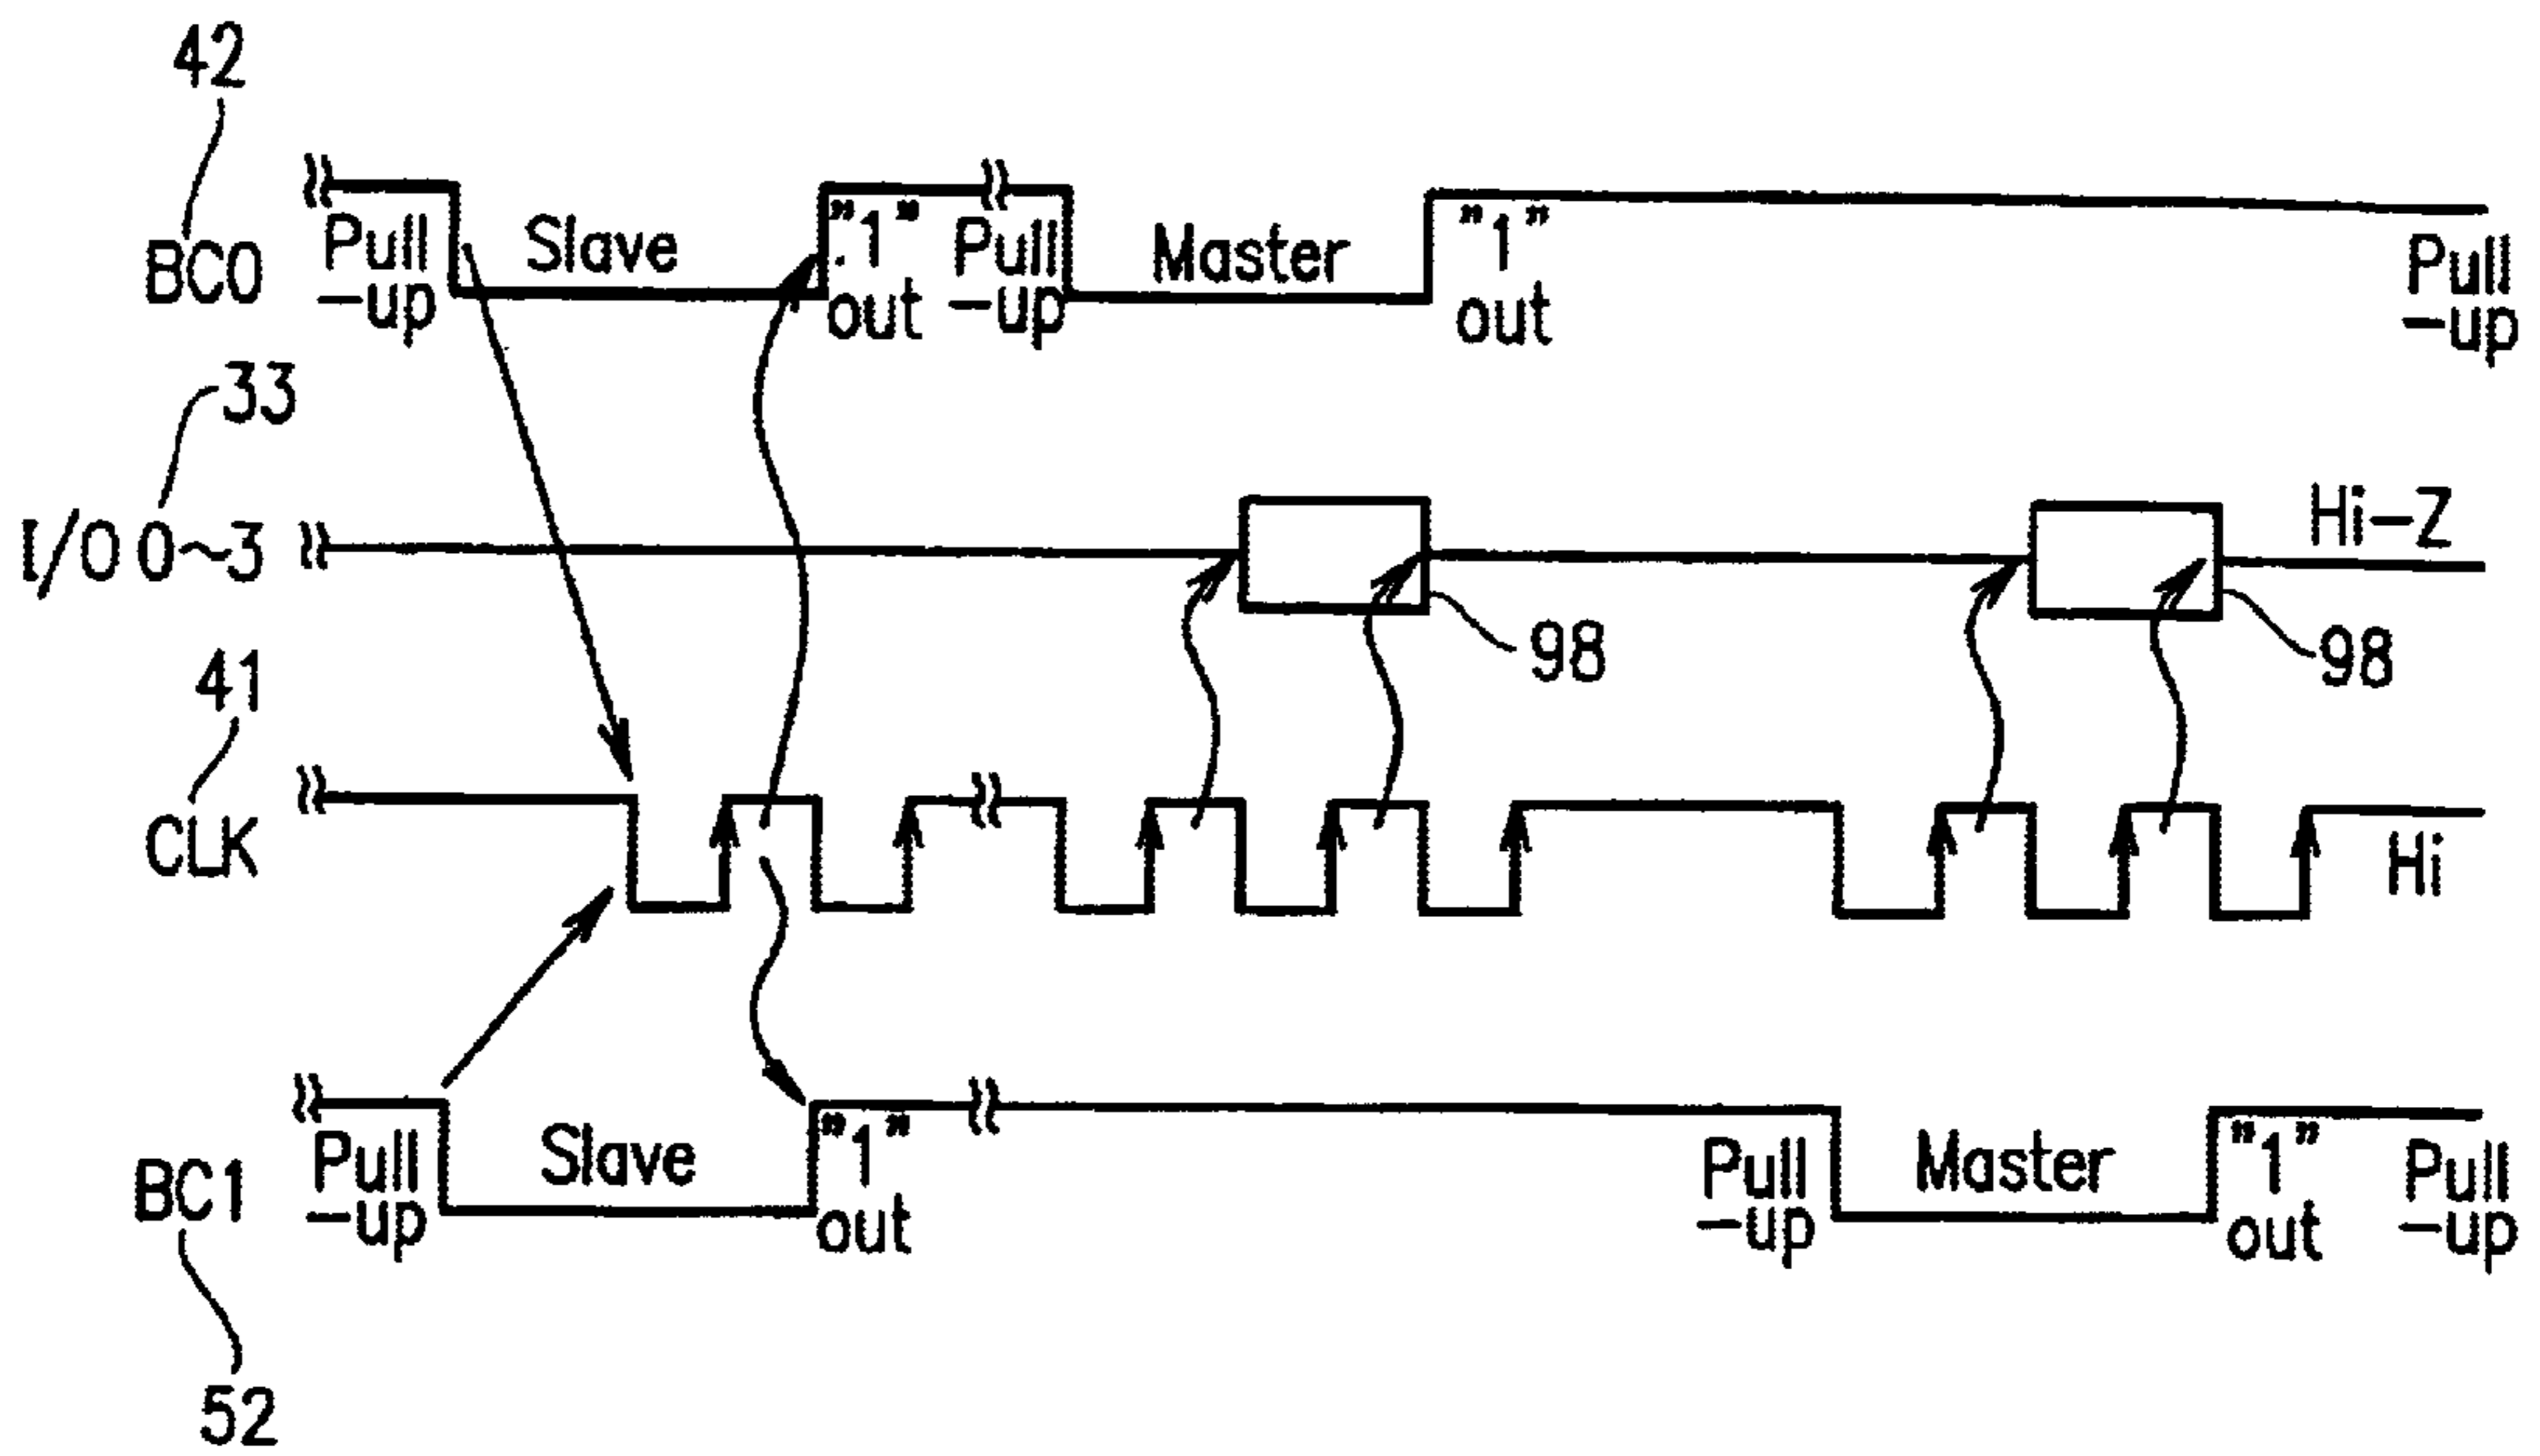 42
BC0
Pull
-up
Slave
"1"
out
Pull
-up
Master
"1"
out
Pull
-up
33
I/O 0~3
98
98
Hi-Z
41
CLK
Hi
BC1
Pull
-up
Slave
"1"
out
Pull
-up
Master
"1"
out
Pull
-up
52